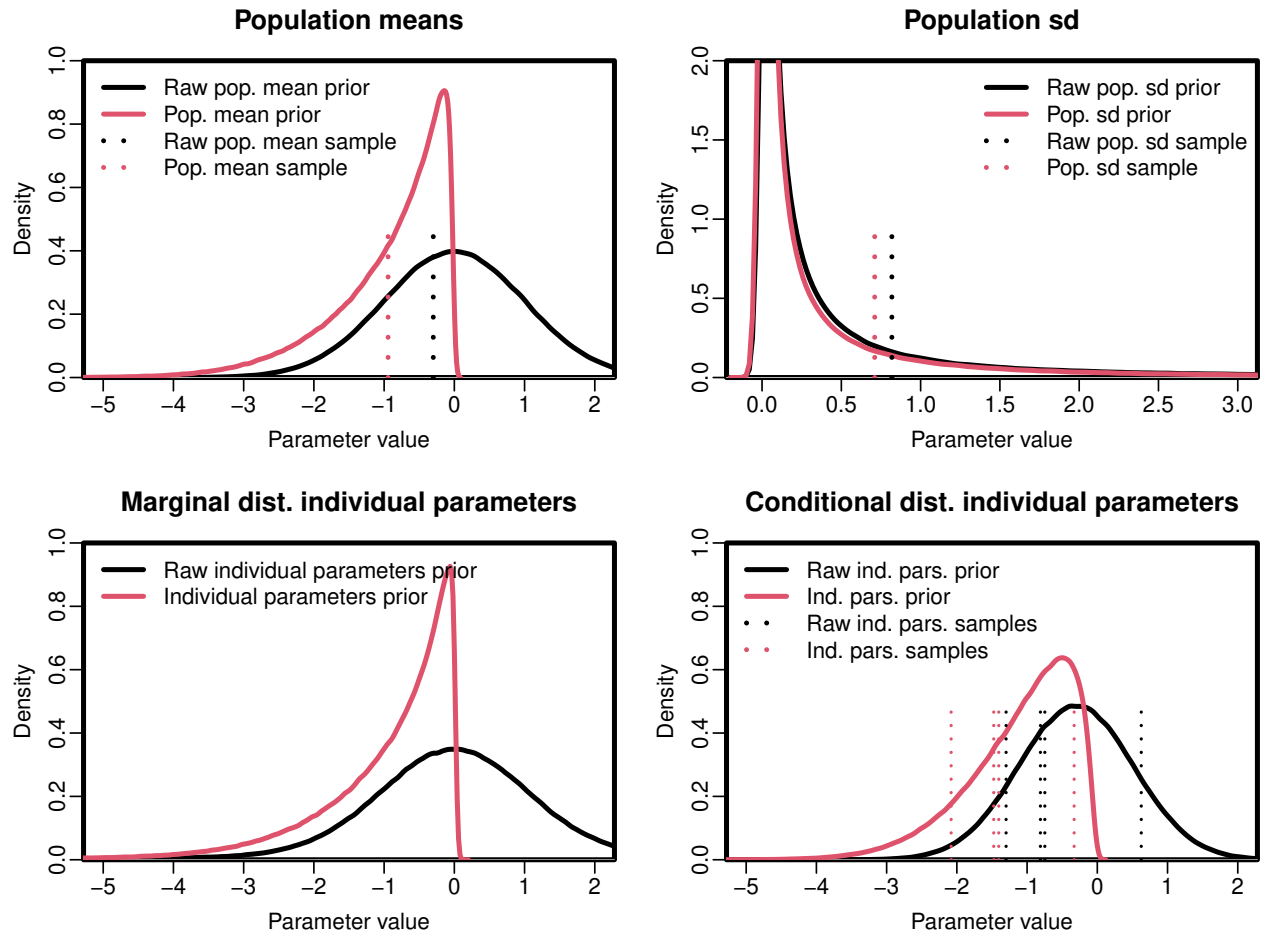 Population means
Raw pop. mean prior
Pop. mean prior
Raw pop. mean sample
Pop. mean sample
Density
0.0 0.2 0.4 0.6 0.8 1.0
−5 −4 −3 −2 −1 0 1 2
Parameter value
Population sd
Raw pop. sd prior
Pop. sd prior
Raw pop. sd sample
Pop. sd sample
Density
0.0 0.5 1.0 1.5 2.0
0.0 0.5 1.0 1.5 2.0 2.5 3.0
Parameter value
Marginal dist. individual parameters
Raw individual parameters prior
Individual parameters prior
Density
0.0 0.2 0.4 0.6 0.8 1.0
−5 −4 −3 −2 −1 0 1 2
Parameter value
Conditional dist. individual parameters
Raw ind. pars. prior
Ind. pars. prior
Raw ind. pars. samples
Ind. pars. samples
Density
0.0 0.2 0.4 0.6 0.8 1.0
−5 −4 −3 −2 −1 0 1 2
Parameter value